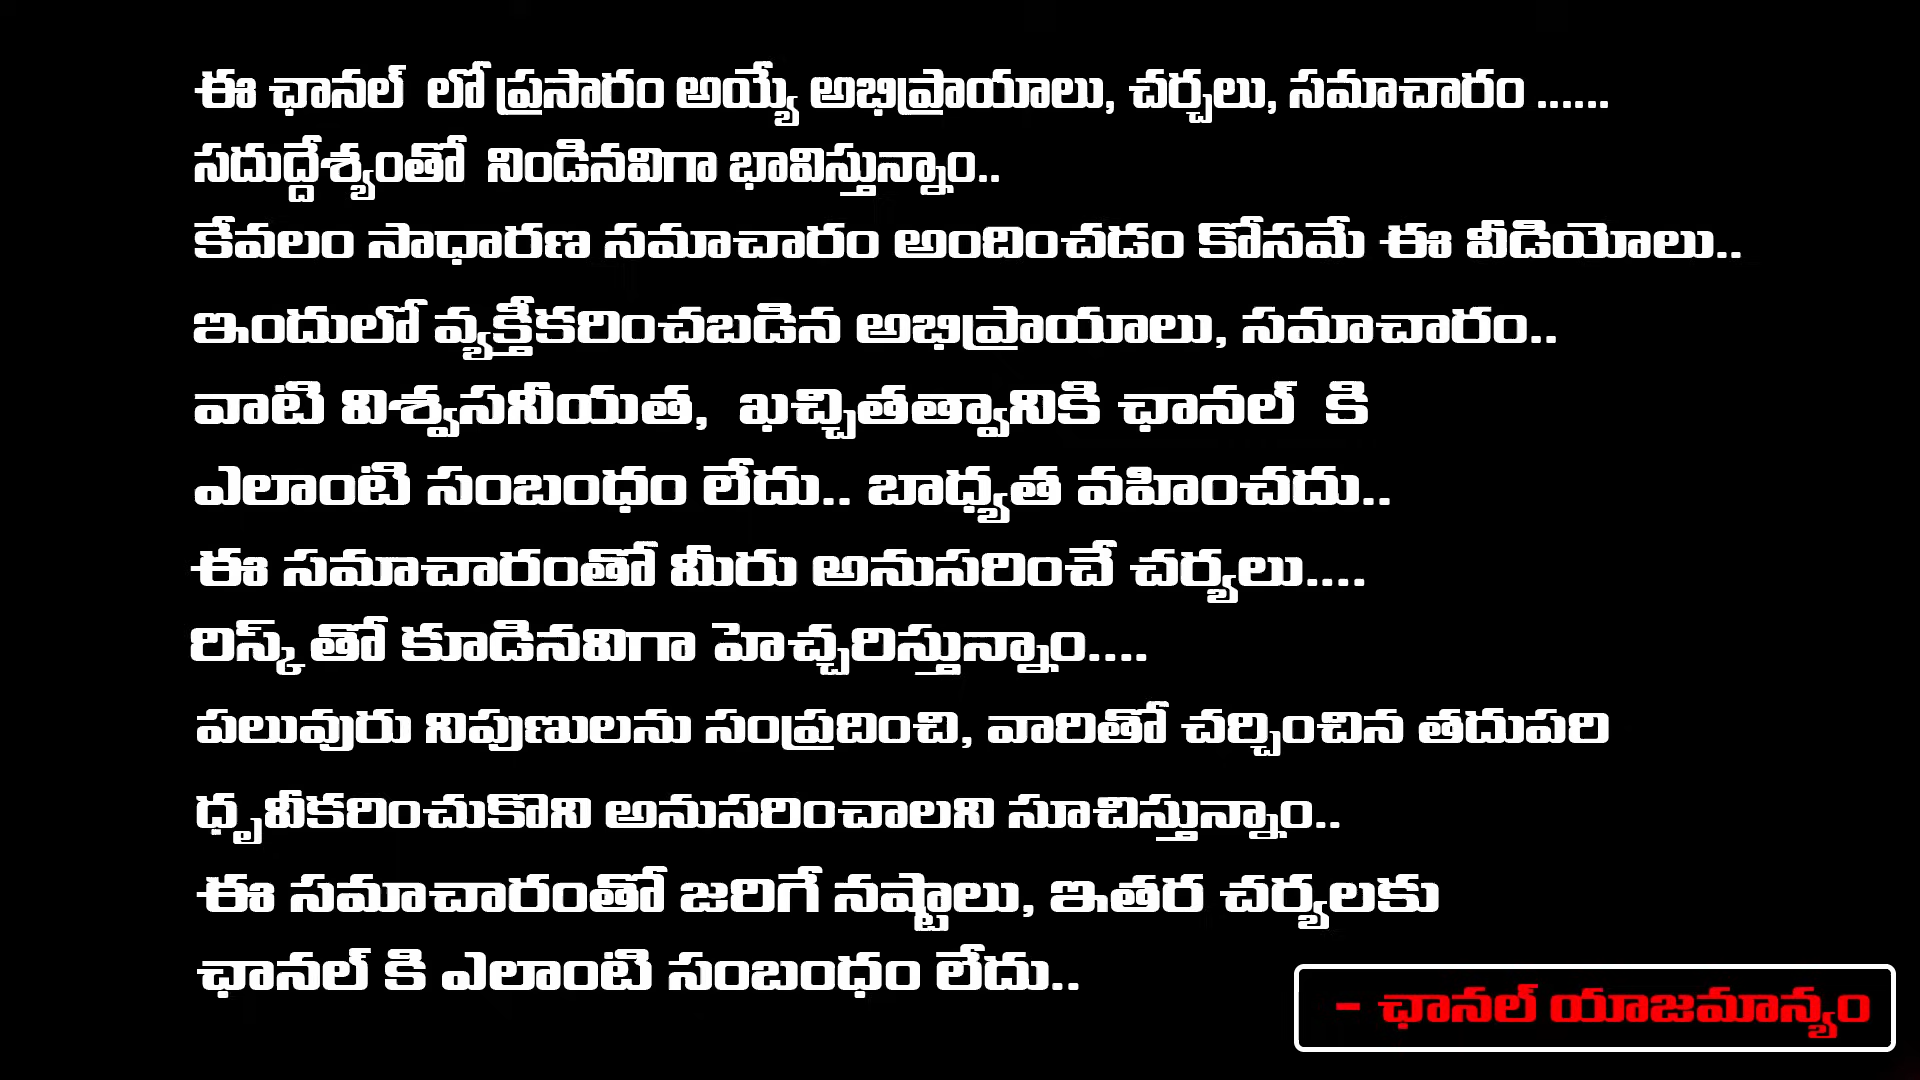 ఈ ఛానల్ లో ప్రసారం అయ్యే అభిప్రాయాలు, చర్చలు, సమాచారం ......
సదుద్దేశ్యంతో నిండినవిగా భావిస్తున్నాం..
కేవలం సాధారణ సమాచారం అందించడం కోసమే ఈ వీడియోలు..
ఇందులో వ్యక్తీకరించబడిన అభిప్రాయాలు, సమాచారం..
వాటి విశ్వసనీయత, ఖచ్చితత్వానికి ఛానల్ కి
ఎలాంటి సంబంధం లేదు.. బాధ్యత వహించదు..
ఈ సమాచారంతో మీరు అనుసరించే చర్యలు....
రిస్క్ తో కూడినవిగా హెచ్చరిస్తున్నాం....
పలువురు నిపుణులను సంప్రదించి, వారితో చర్చించిన తదుపరి
ధృవీకరించుకొని అనుసరించాలని సూచిస్తున్నాం..
ఈ సమాచారంతో జరిగే నష్టాలు, ఇతర చర్యలకు
ఛానల్ కి ఎలాంటి సంబంధం లేదు..
- ఛానల్ యాజమాన్యం